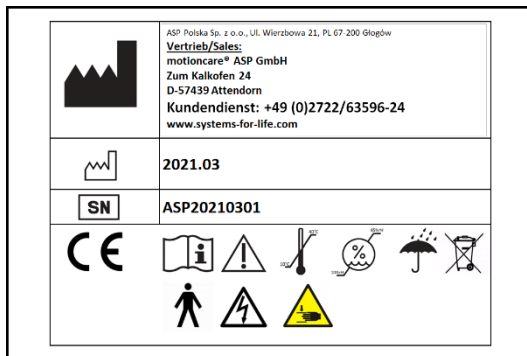 ASP Polska Sp. z o.o., Ul. Wierzbowa 21, PL 67-200 Głogów
Vertrieb/Sales:
motioncare® ASP GmbH
Zum Kalkofen 24
D-57439 Attendorn
Kundendienst: +49 (0)2722/63596-24
www.systems-for-life.com
2021.03
SN
ASP20210301
CE